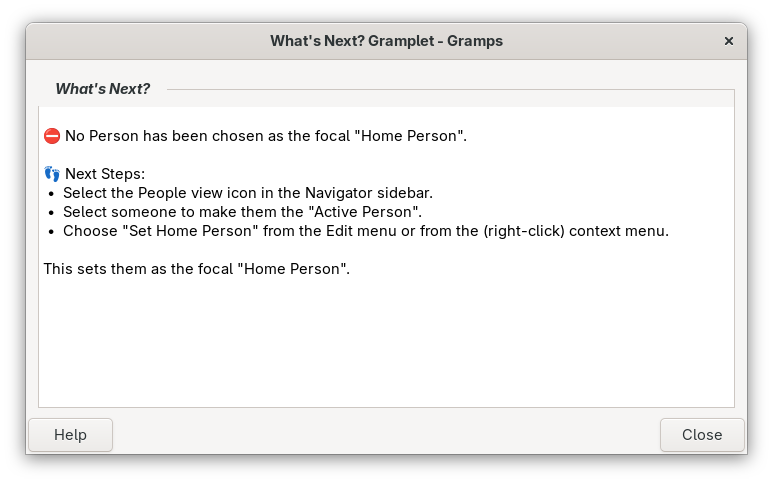 What's Next? Gramplet - Gramps
×
What's Next?
⛔ No Person has been chosen as the focal "Home Person".
👣 Next Steps:
• Select the People view icon in the Navigator sidebar.
• Select someone to make them the "Active Person".
• Choose "Set Home Person" from the Edit menu or from the (right-click) context menu.
This sets them as the focal "Home Person".
Help
Close